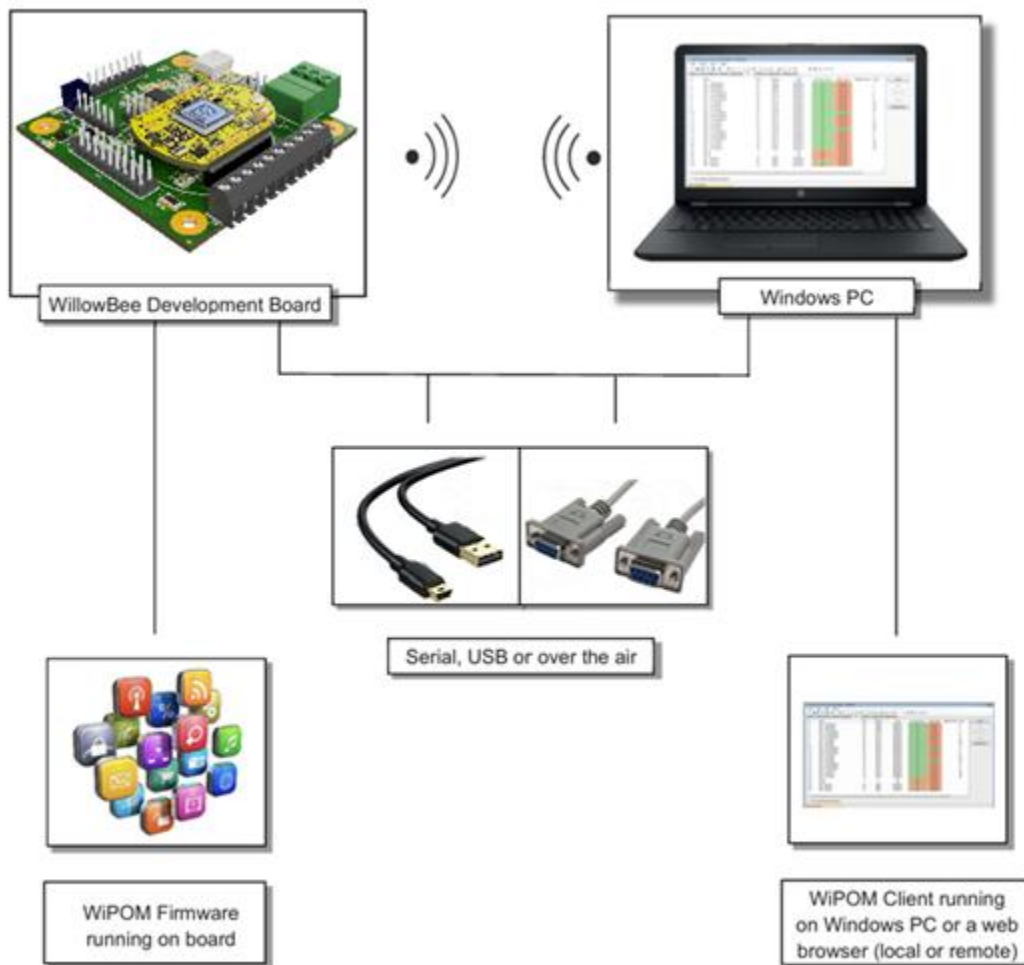 WillowBee Development Board
Windows PC
Serial, USB or over the air
WiPOM Firmware
running on board
WiPOM Client running
on Windows PC or a web
browser (local or remote)